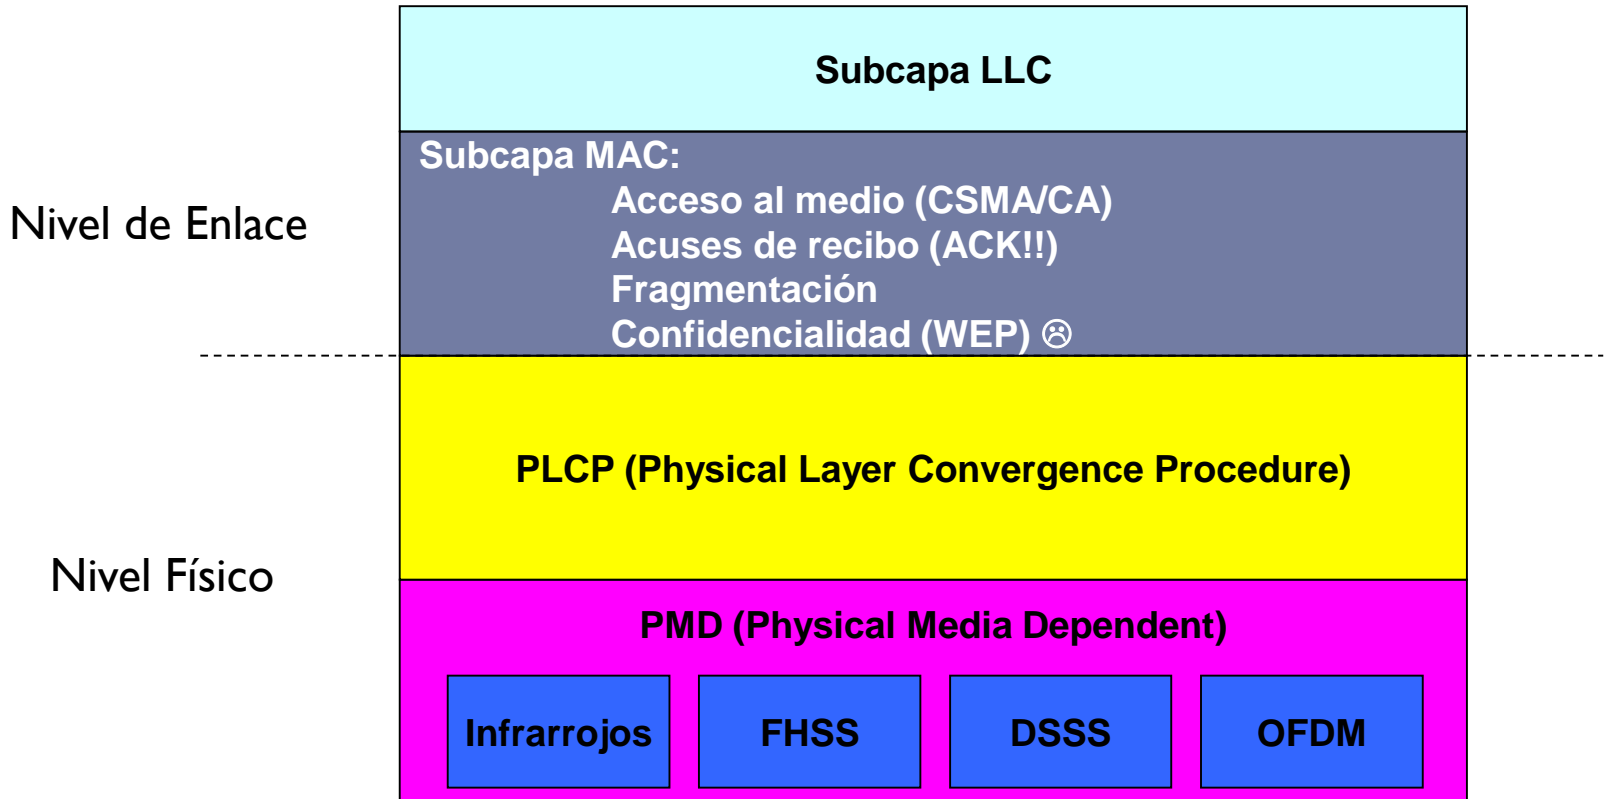 Subcapa LLC
Subcapa MAC:
Acceso al medio (CSMA/CA)
Acuses de recibo (ACK!!)
Fragmentación
Confidencialidad (WEP) ☹
Nivel de Enlace
PLCP (Physical Layer Convergence Procedure)
Nivel Físico
PMD (Physical Media Dependent)
Infrarrojos
FHSS
DSSS
OFDM